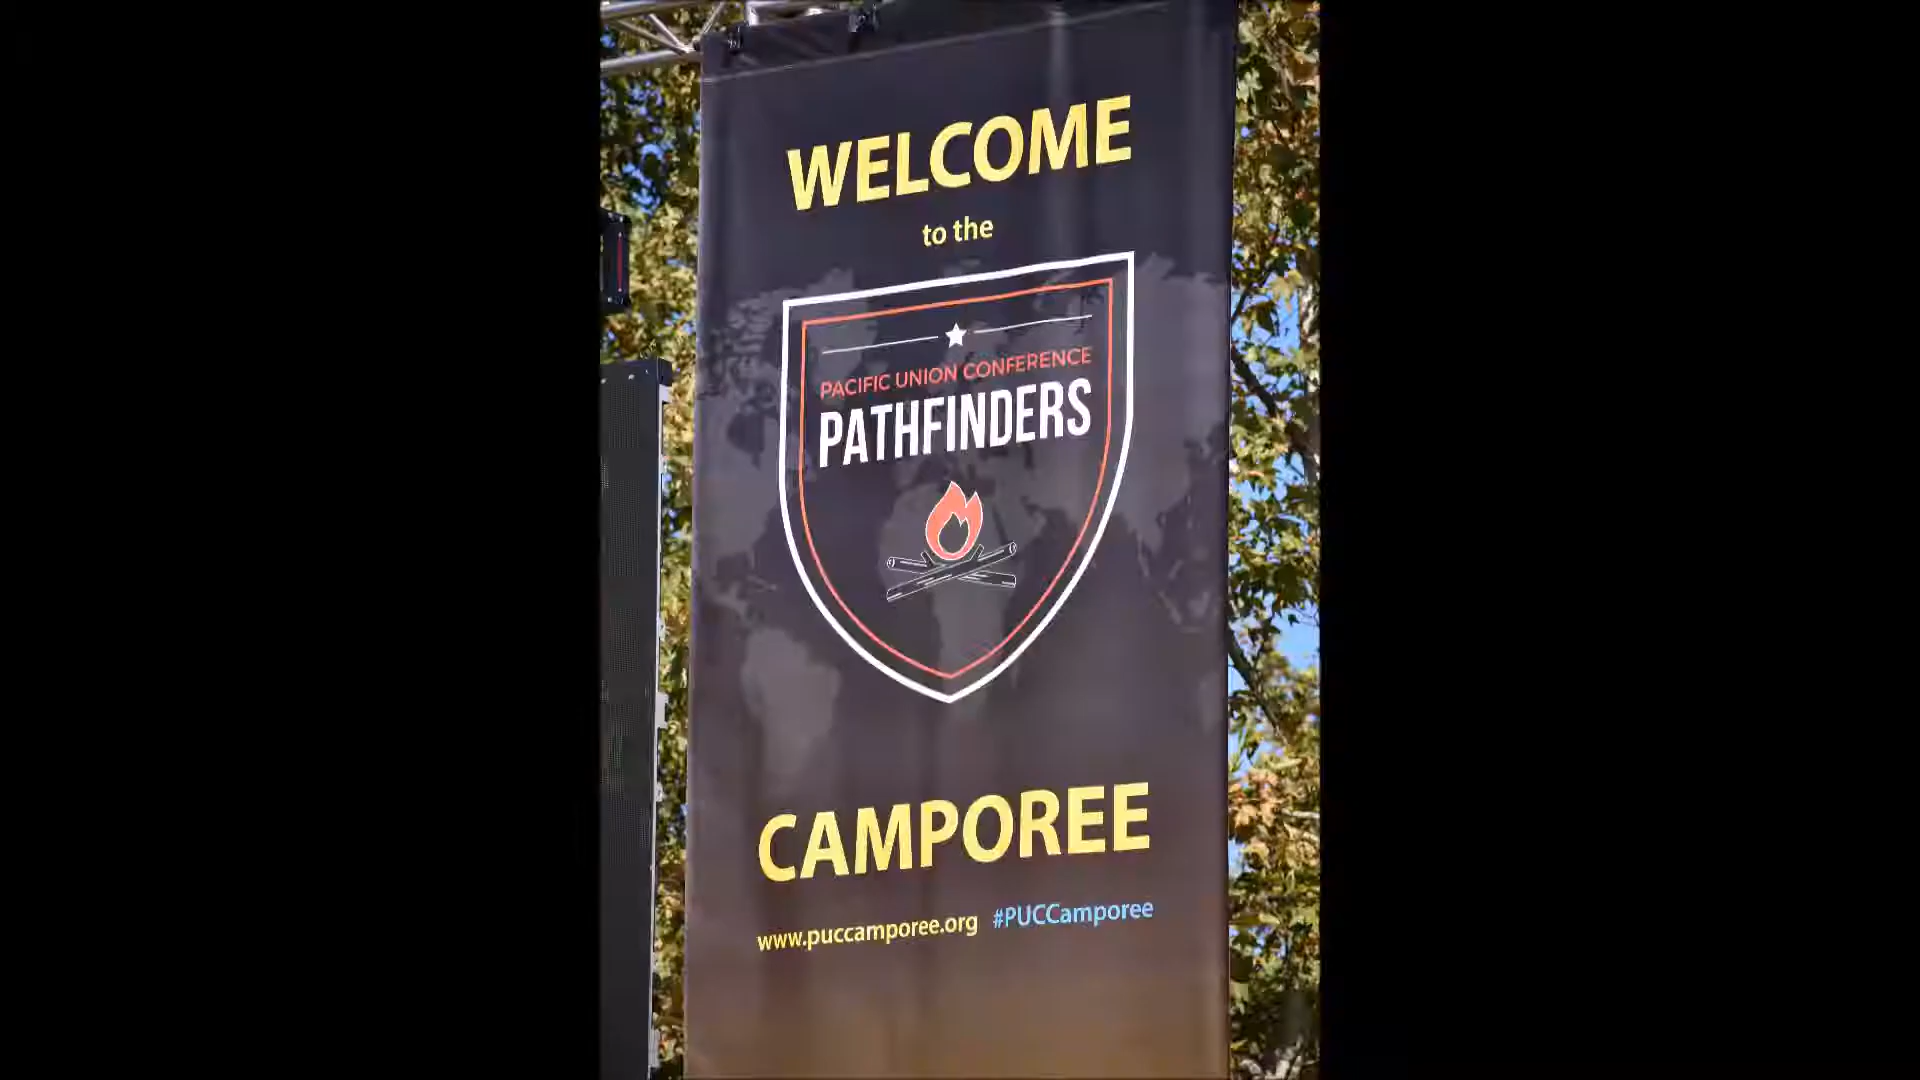 WELCOME
to the
PACIFIC UNION CONFERENCE
PATHFINDERS
CAMPOREE
www.puccamporee.org #PUCCamporee